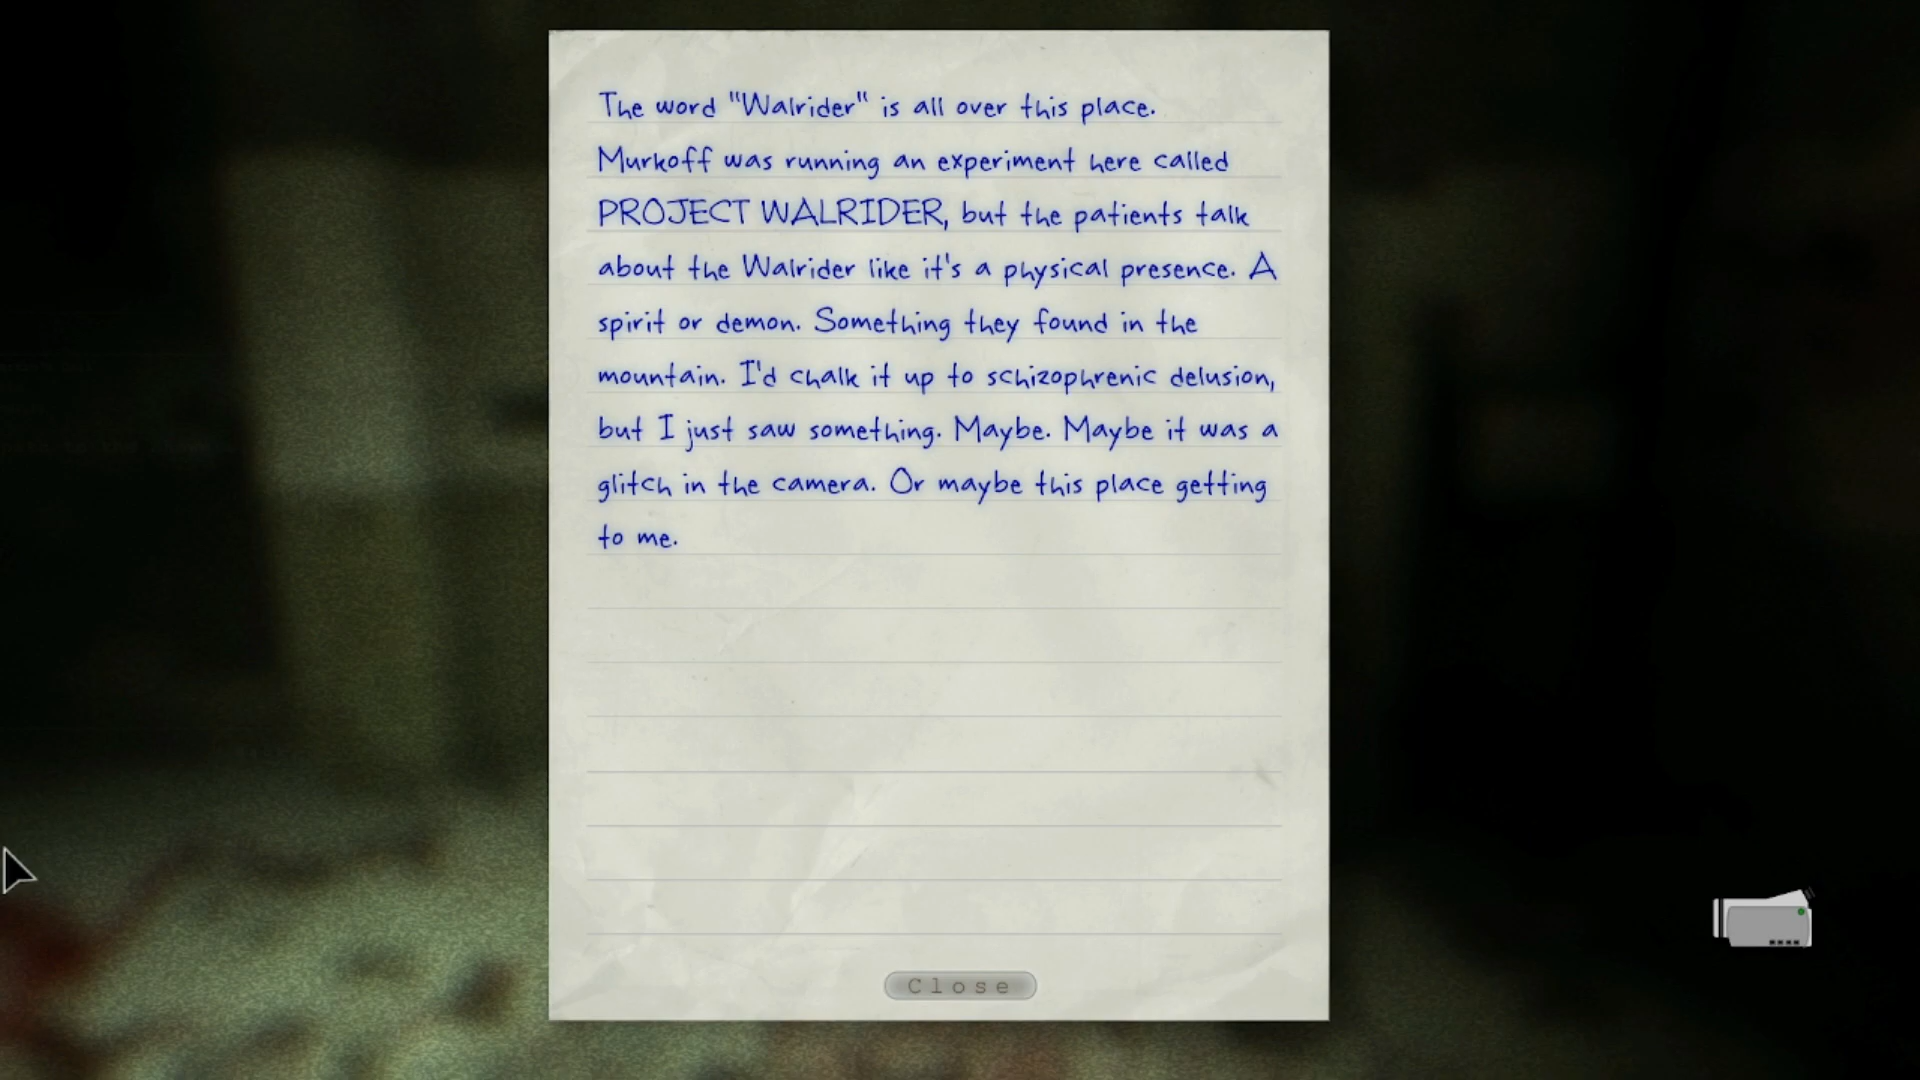 The word "Walrider" is all over this place.
Murkoff was running an experiment here called
PROJECT WALRIDER, but the patients talk
about the Walrider like it's a physical presence. A
spirit or demon. Something they found in the
mountain. I'd chalk it up to schizophrenic delusion,
but I just saw something. Maybe. Maybe it was a
glitch in the camera. Or maybe this place getting
to me.
Close